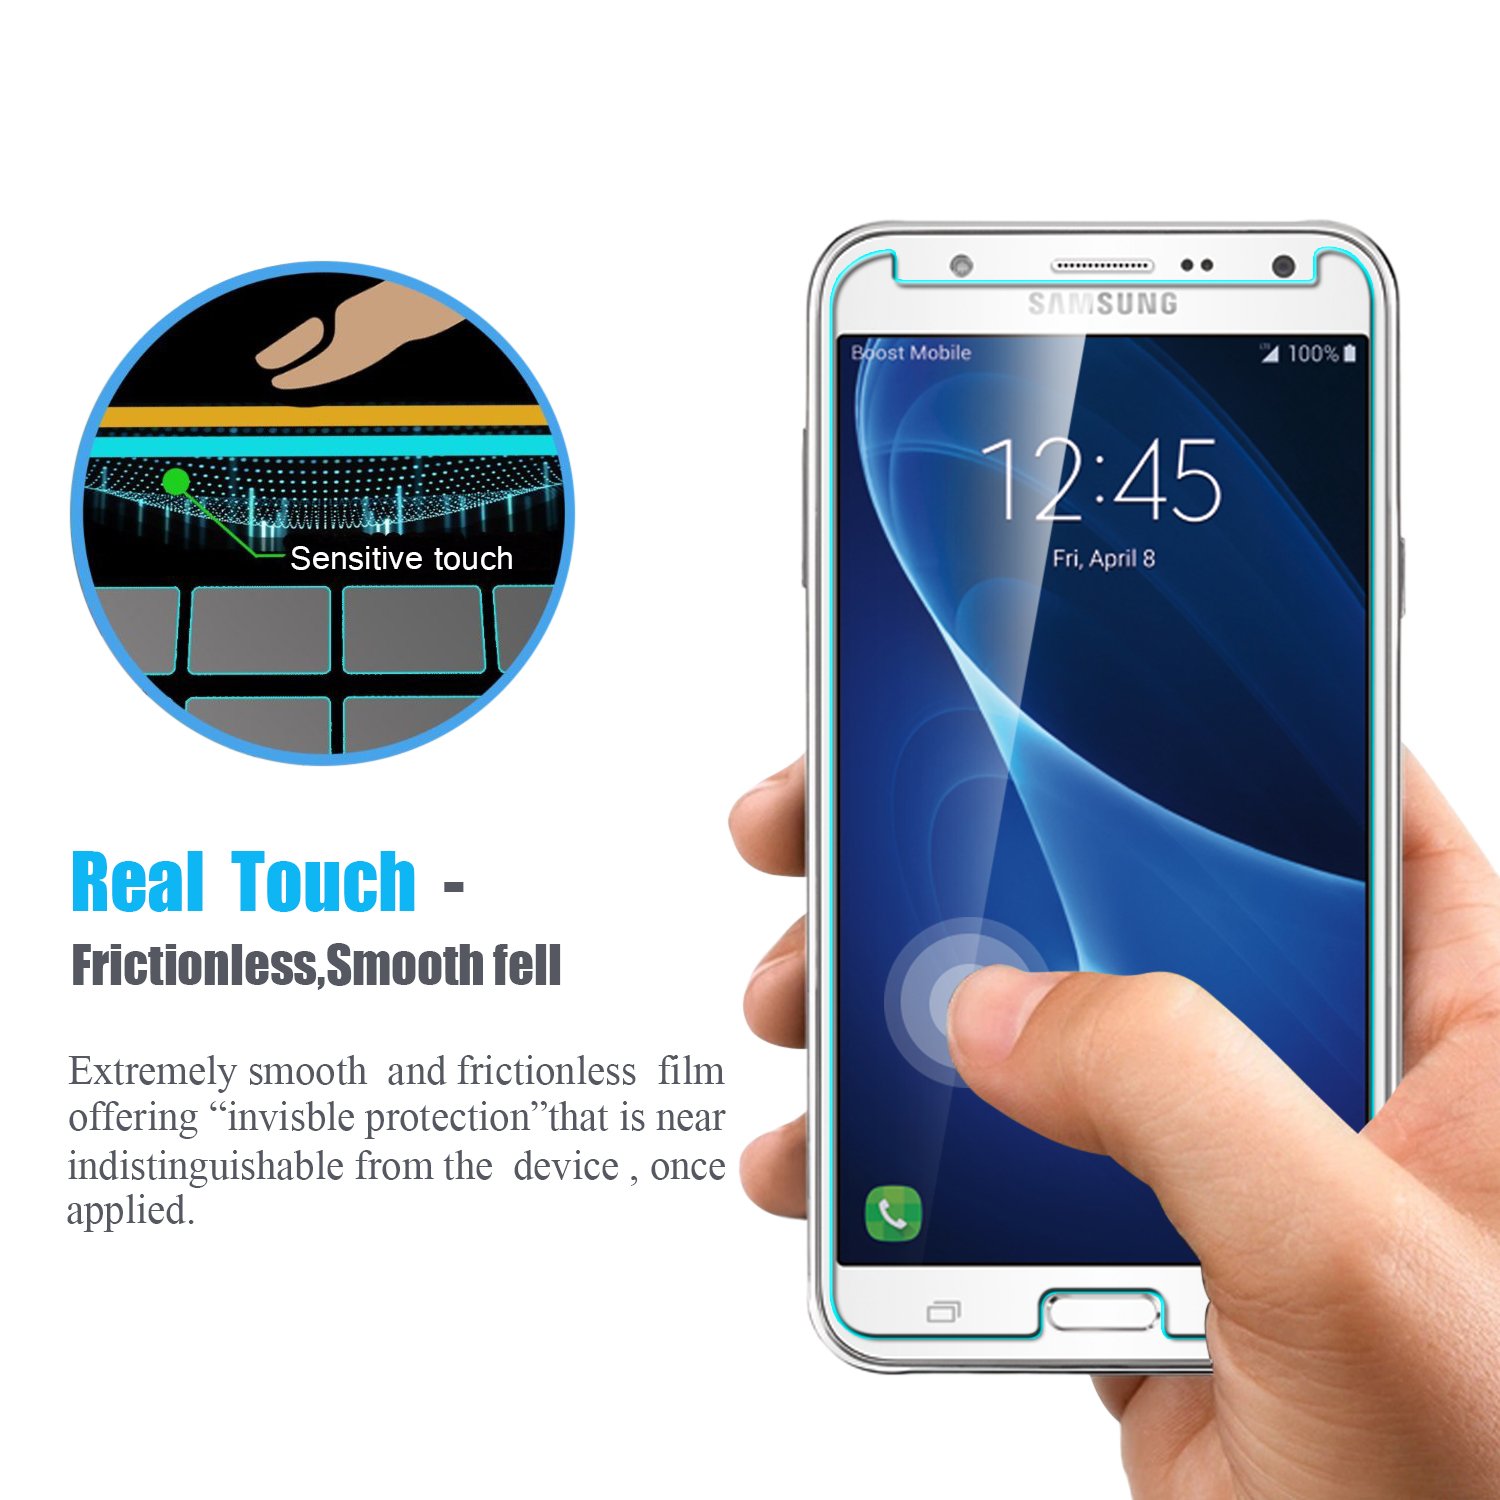 Sensitive touch
Real Touch -
Frictionless,Smooth fell
Extremely smooth and frictionless film
offering “invisble protection”that is near
indistinguishable from the device , once
applied.
SAMSUNG
Boost Mobile
LTE 100%
12:45
Fri, April 8